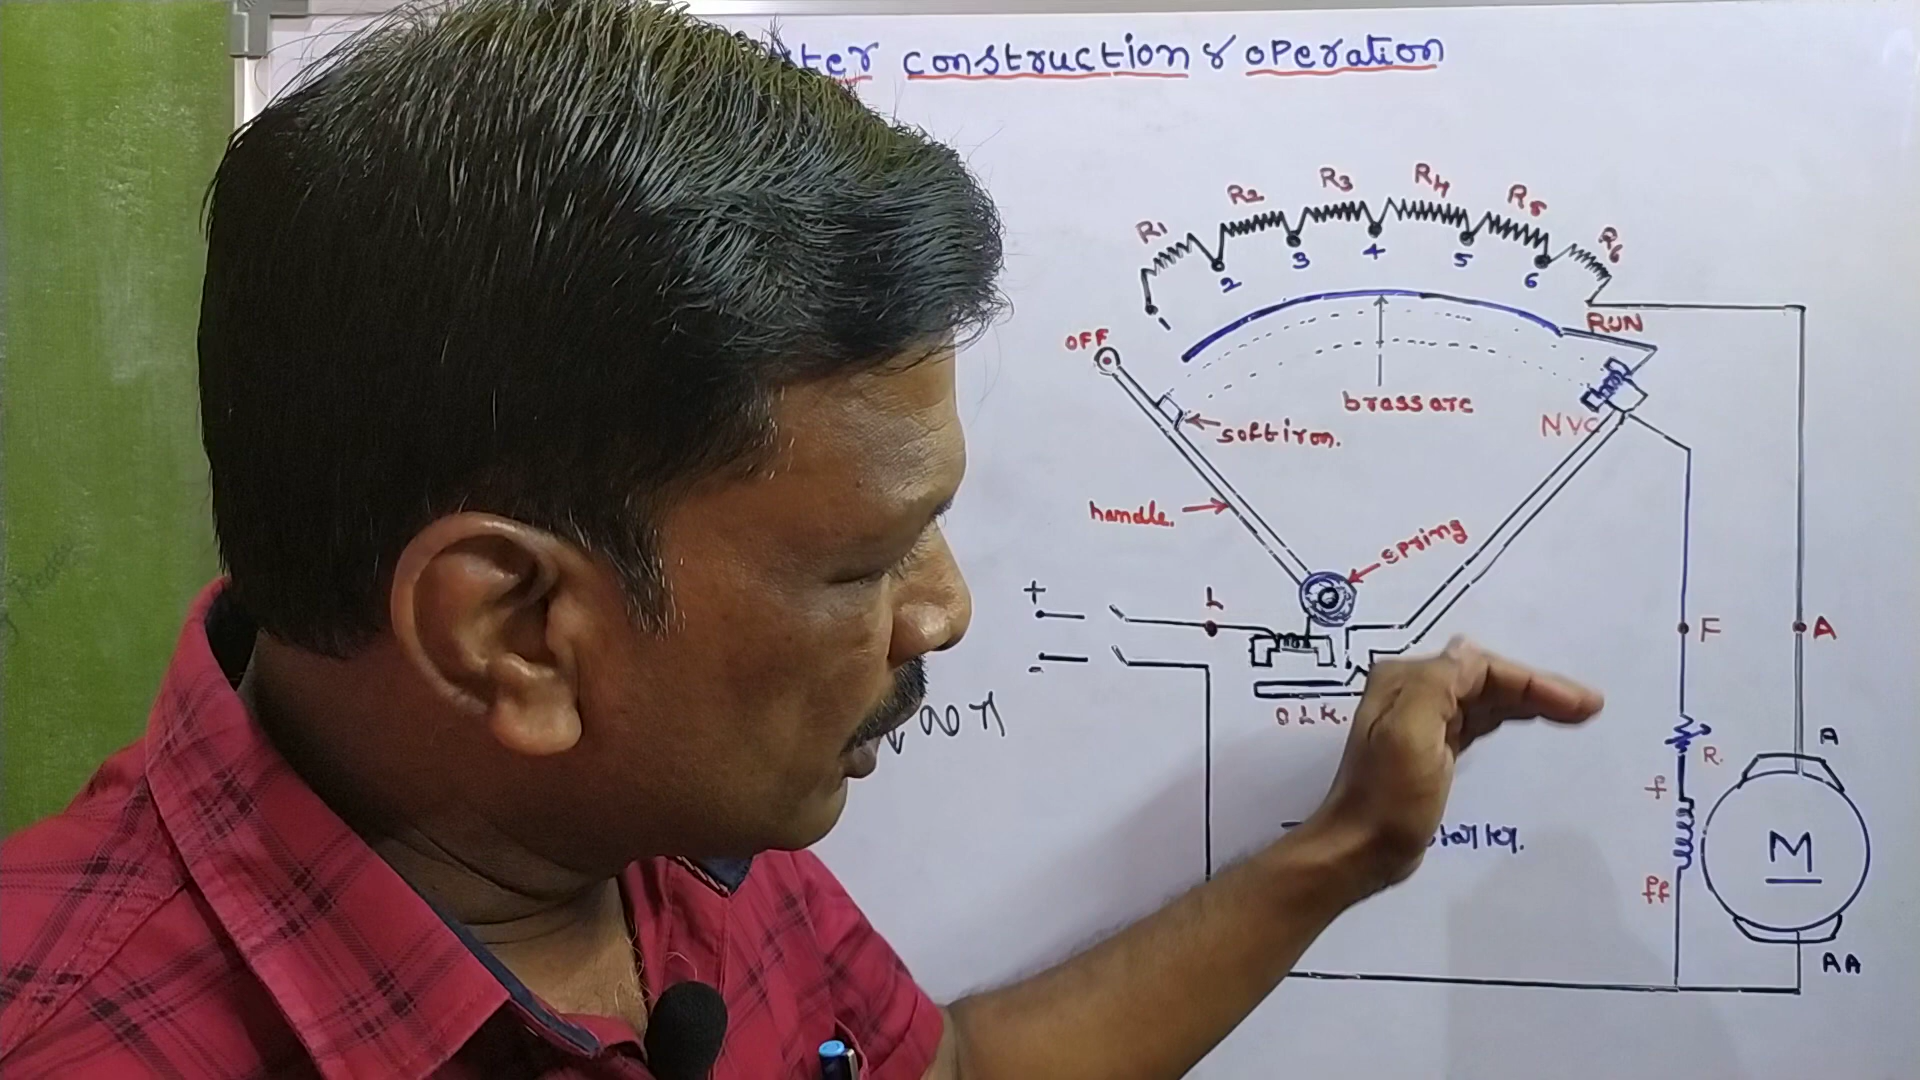 ter construction & operation
R1 R2 R3 R4 R5 R6
1 2 3 4 5 6
OFF
RUN
brass arc
NVC
soft iron.
handle.
spring
+
L
F
A
-
OLR.
R.
A
f
M
ff
AA